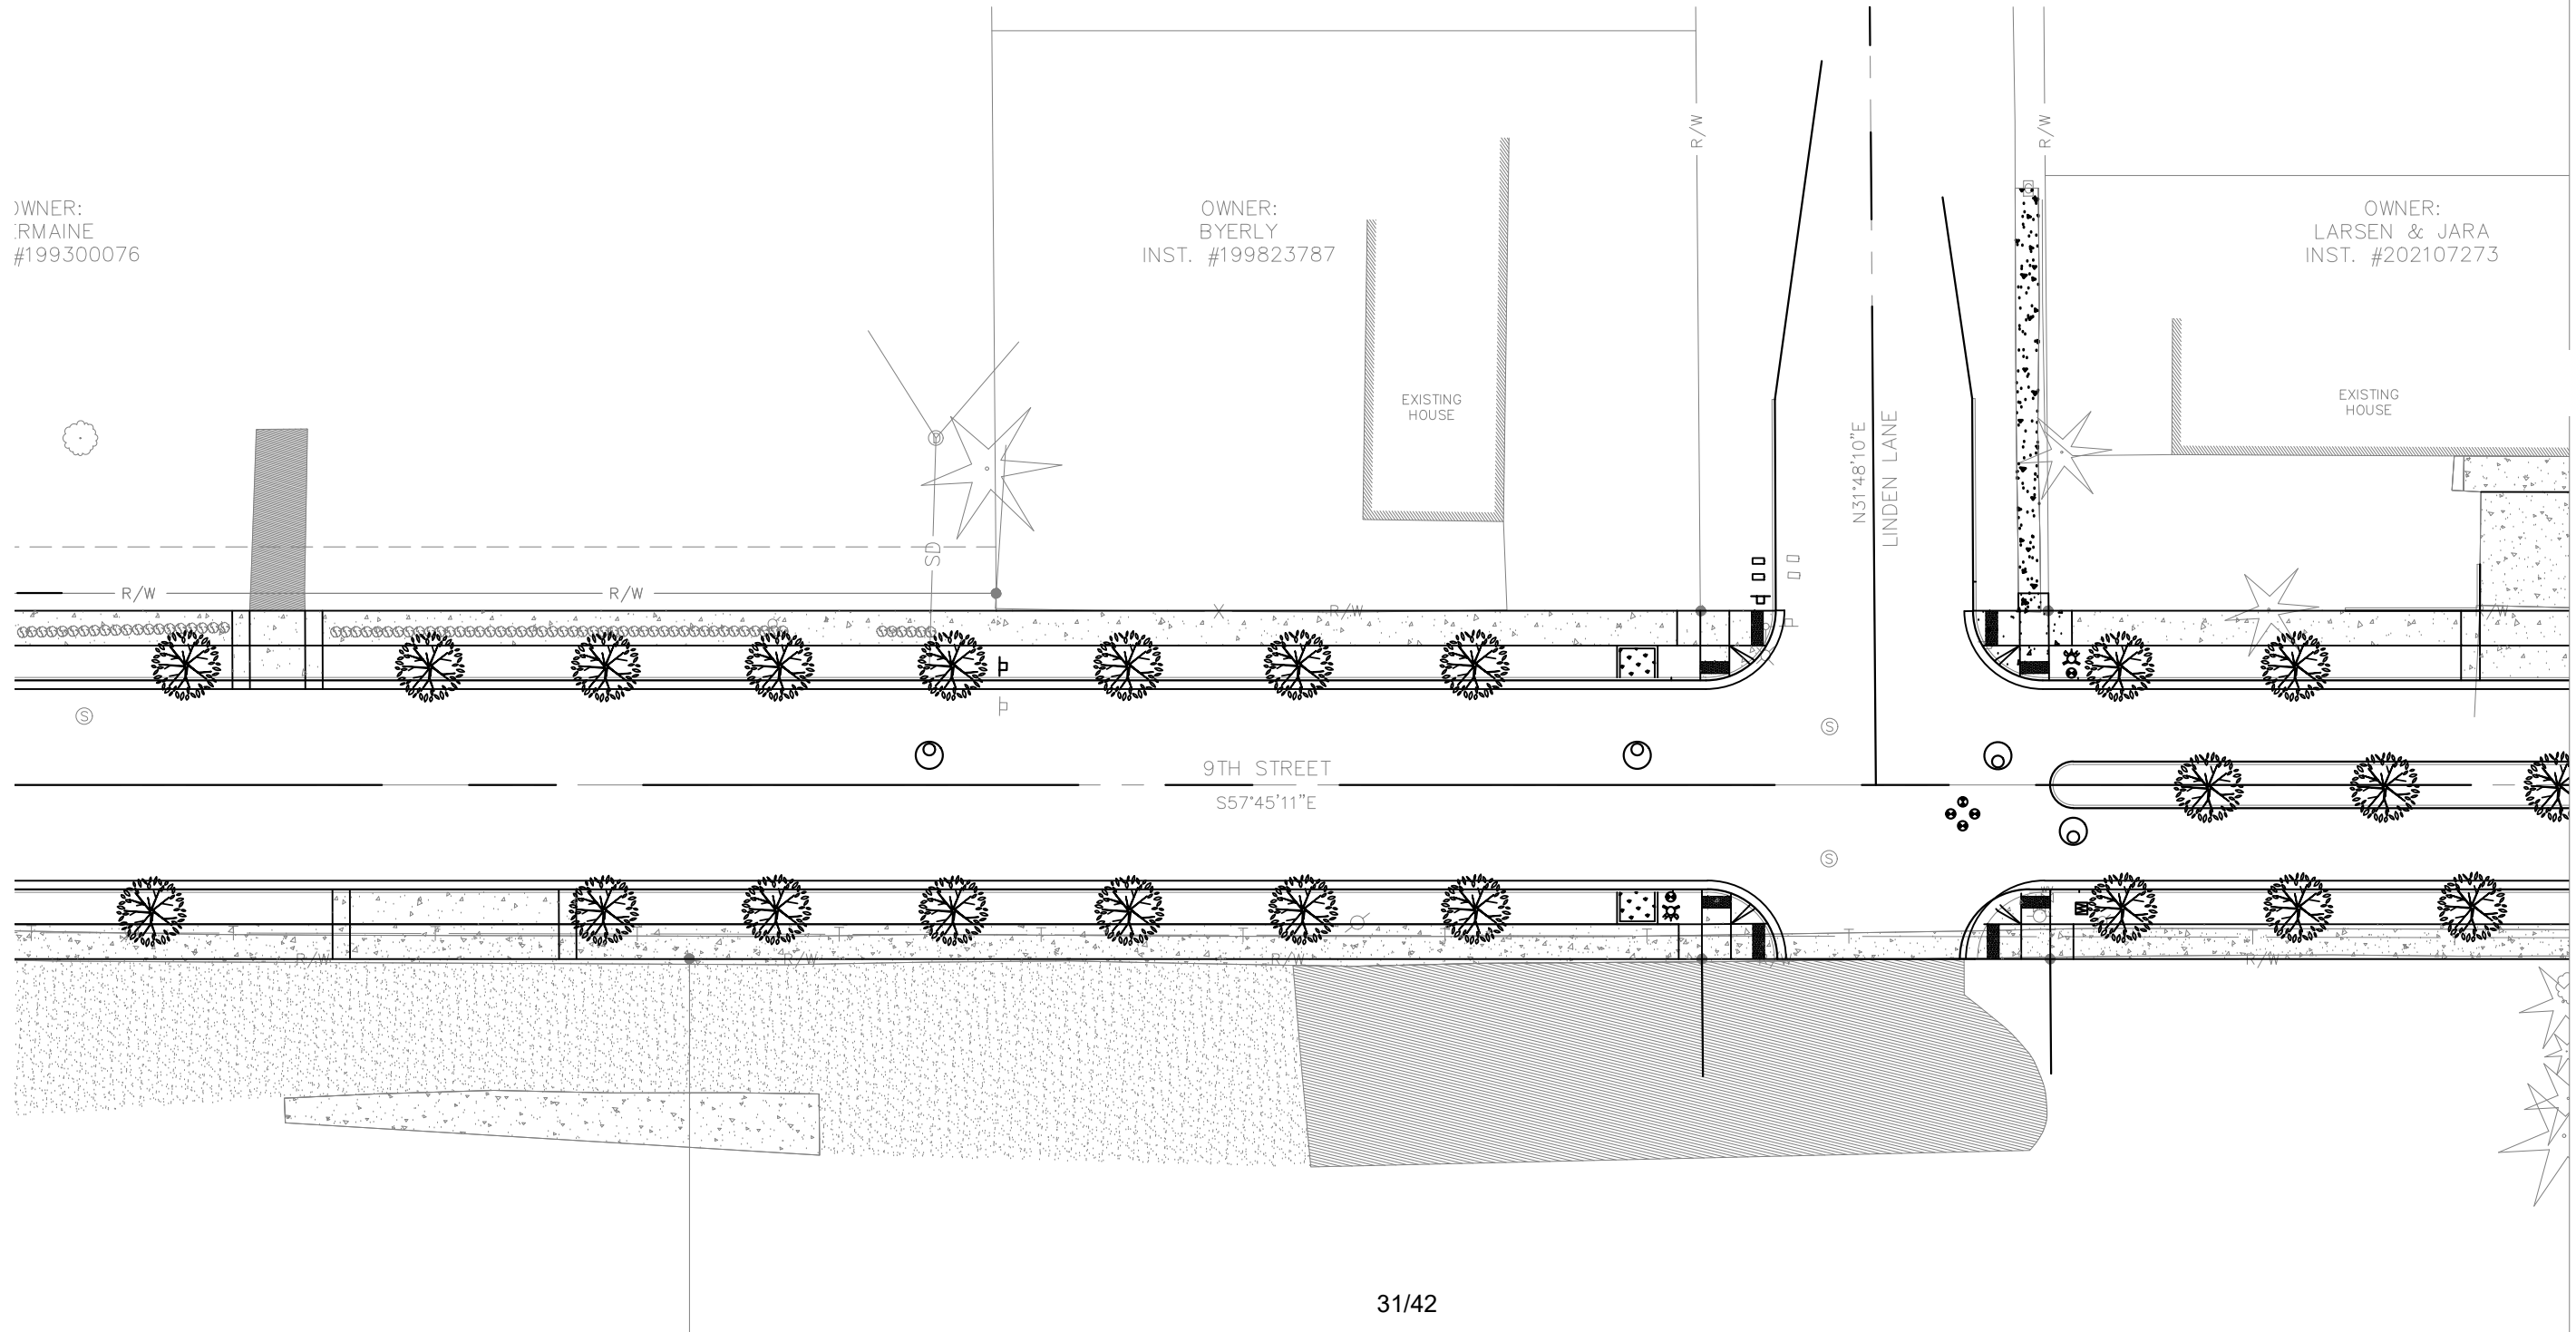 R/W
R/W
OWNER:
BYERLY
INST. #199823787
OWNER:
LARSEN & JARA
INST. #202107273
WNER:
RMAINE
#199300076
EXISTING
HOUSE
EXISTING
HOUSE
N31°48'10"E
LINDEN LANE
D
SD
R/W
R/W
X
R/W
R/W
S
S
9TH STREET
S57°45'11"E
S
T
T
T
T
T
T
T
T
T
R/W
R/W
R/W
R/W
31/42